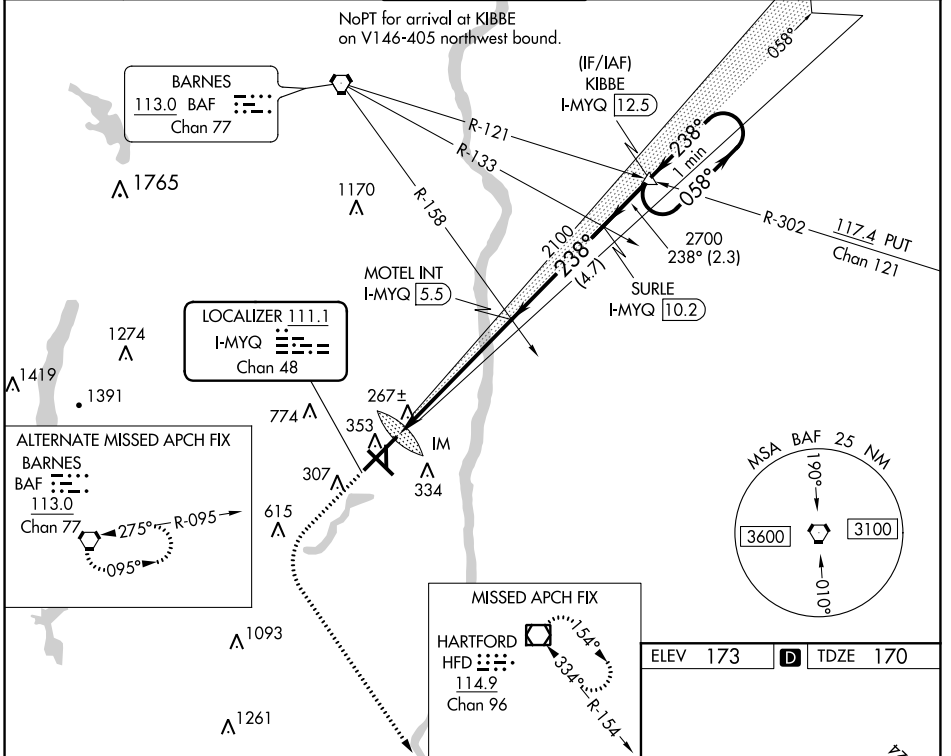 NoPT for arrival at KIBBE
on V146-405 northwest bound.
058°
(IF/IAF)
KIBBE
I-MYQ 12.5
BARNES
113.0 BAF
Chan 77
R-121
R-133
R-158
238°
1 min
058°
1765
1170
R-302
117.4 PUT
Chan 121
2100
238°
(4.7)
2700
238° (2.3)
MOTEL INT
I-MYQ 5.5
SURLE
I-MYQ 10.2
LOCALIZER 111.1
I-MYQ
Chan 48
1274
1419
1391
774
267±
353
IM
334
307
615
ALTERNATE MISSED APCH FIX
BARNES
BAF
113.0
Chan 77
275°
R-095
095°
MSA BAF 25 NM
190°
3600
3100
010°
MISSED APCH FIX
HARTFORD
HFD
114.9
Chan 96
154°
334°
R-154
1093
1261
ELEV 173 D TDZE 170
24